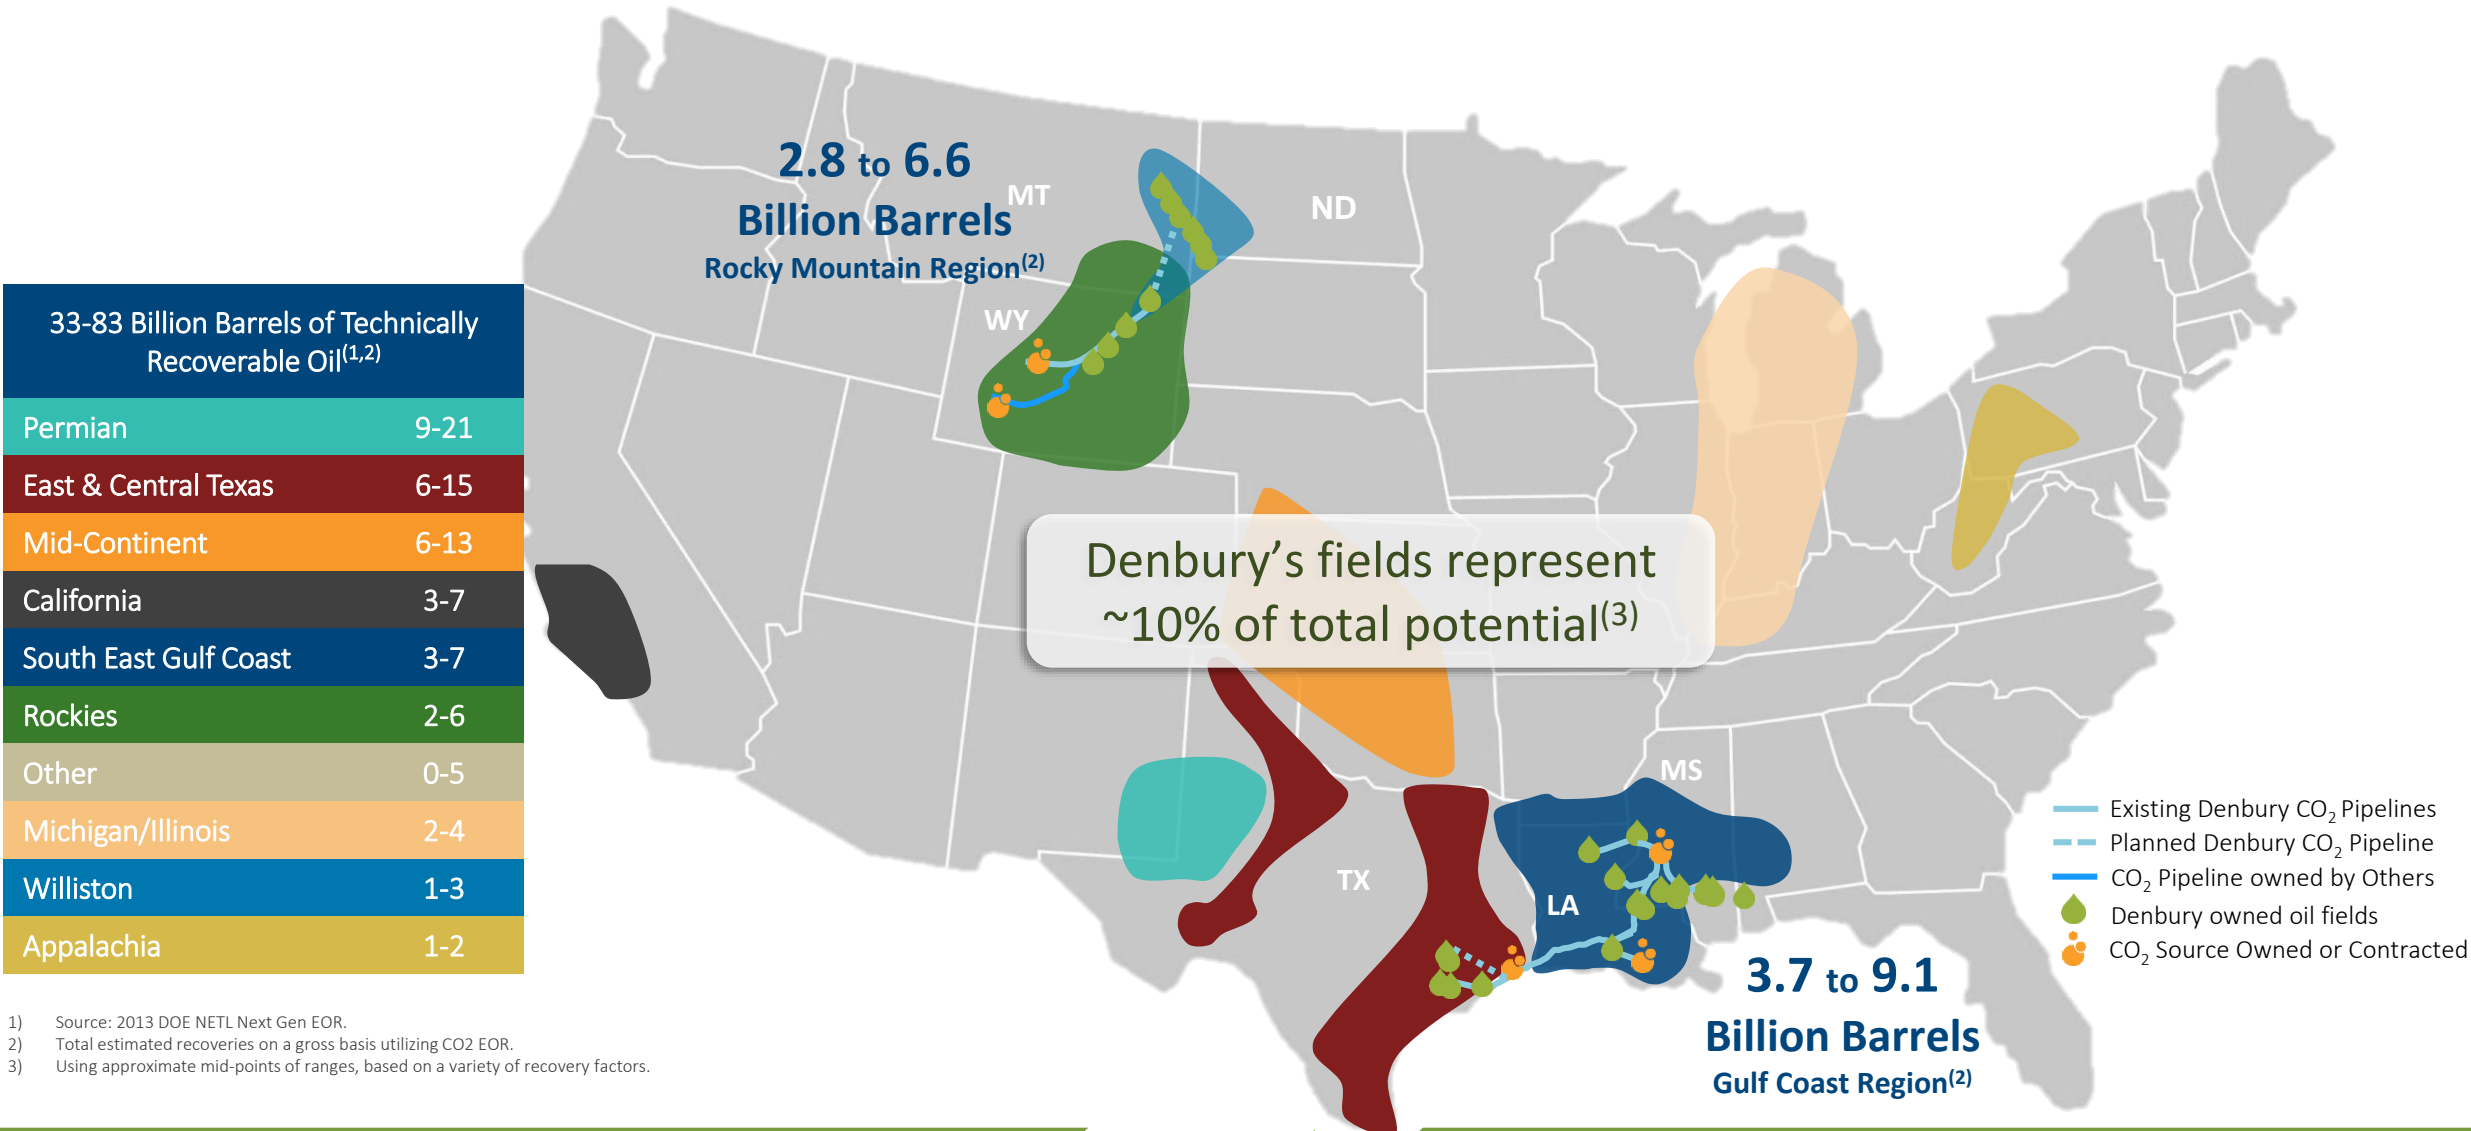 2.8 to 6.6
Billion Barrels
Rocky Mountain Region(2)
MT
ND
WY
33-83 Billion Barrels of Technically
Recoverable Oil(1,2)
Permian 9-21
East & Central Texas 6-15
Mid-Continent 6-13
California 3-7
South East Gulf Coast 3-7
Rockies 2-6
Other 0-5
Michigan/Illinois 2-4
Williston 1-3
Appalachia 1-2
Denbury’s fields represent
~10% of total potential(3)
MS
TX
LA
Existing Denbury CO2 Pipelines
Planned Denbury CO2 Pipeline
CO2 Pipeline owned by Others
Denbury owned oil fields
CO2 Source Owned or Contracted
3.7 to 9.1
Billion Barrels
Gulf Coast Region(2)
1) Source: 2013 DOE NETL Next Gen EOR.
2) Total estimated recoveries on a gross basis utilizing CO2 EOR.
3) Using approximate mid-points of ranges, based on a variety of recovery factors.